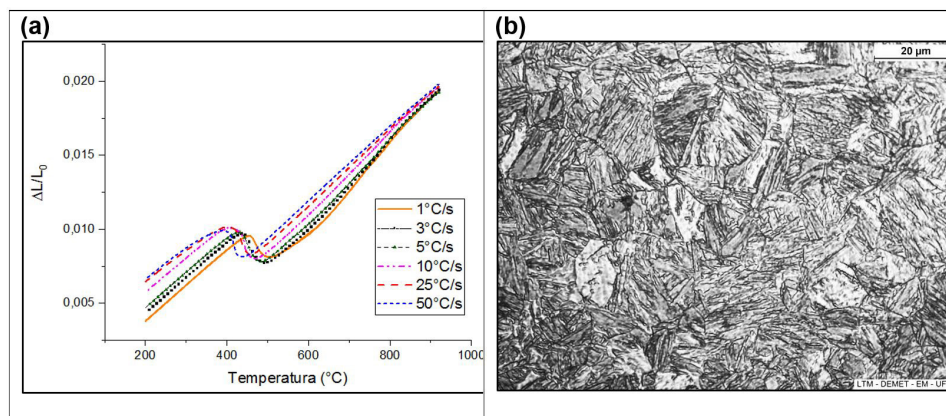 (a)
0,020
0,015
0,010
0,005
ΔL/L₀
1°C/s
3°C/s
5°C/s
10°C/s
25°C/s
50°C/s
200
400
600
800
1000
Temperatura (°C)
(b)
20 µm
LTM - DEMET - EM - UF